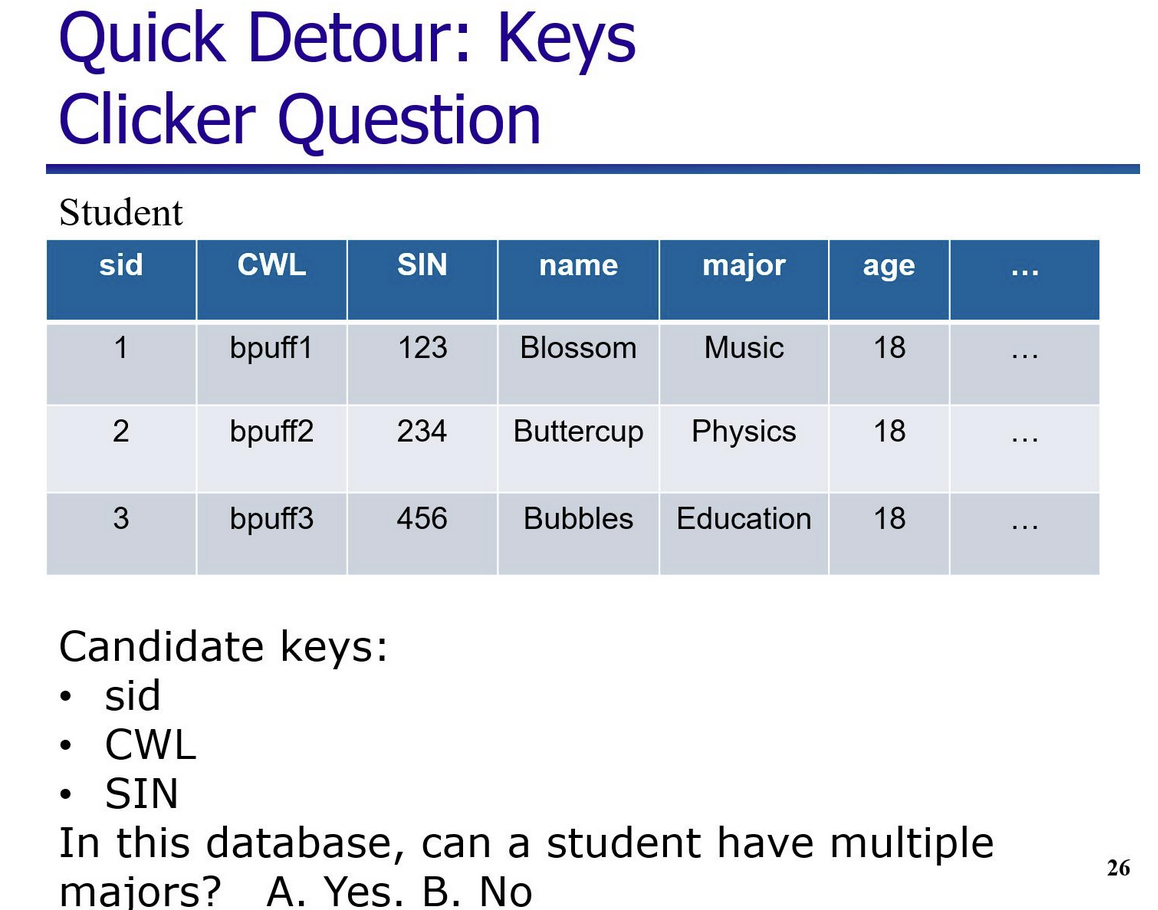 Quick Detour: Keys
Clicker Question
Student
sid CWL SIN name major age ...
1 bpuff1 123 Blossom Music 18 ...
2 bpuff2 234 Buttercup Physics 18 ...
3 bpuff3 456 Bubbles Education 18 ...
Candidate keys:
• sid
• CWL
• SIN
In this database, can a student have multiple
majors? A. Yes. B. No
26